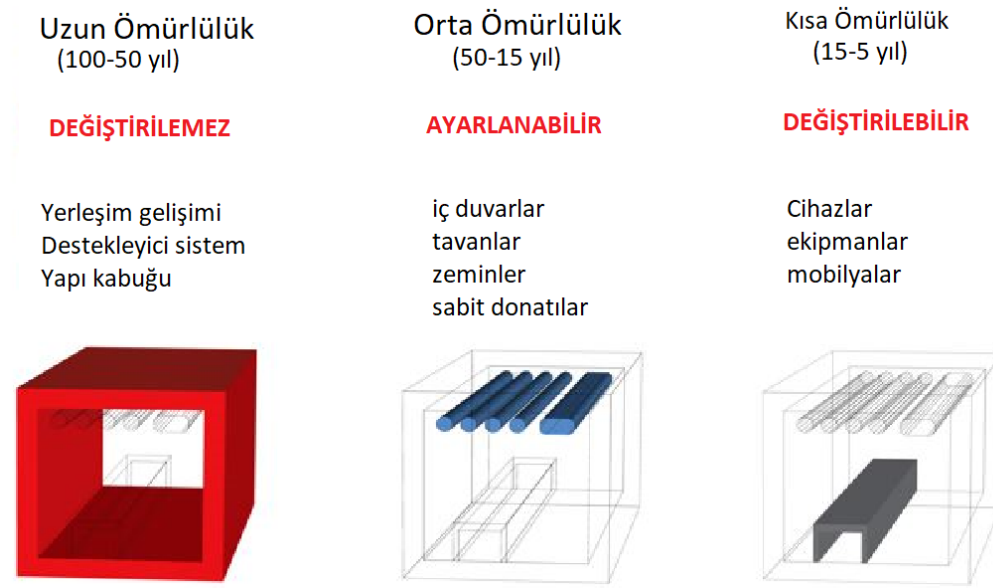 Uzun Ömürlülük
(100-50 yıl)
DEĞİŞTİRİLEMEZ
Yerleşim gelişimi
Destekleyici sistem
Yapı kabuğu
Orta Ömürlülük
(50-15 yıl)
AYARLANABİLİR
iç duvarlar
tavanlar
zeminler
sabit donatılar
Kısa Ömürlülük
(15-5 yıl)
DEĞİŞTİRİLEBİLİR
Cihazlar
ekipmanlar
mobilyalar